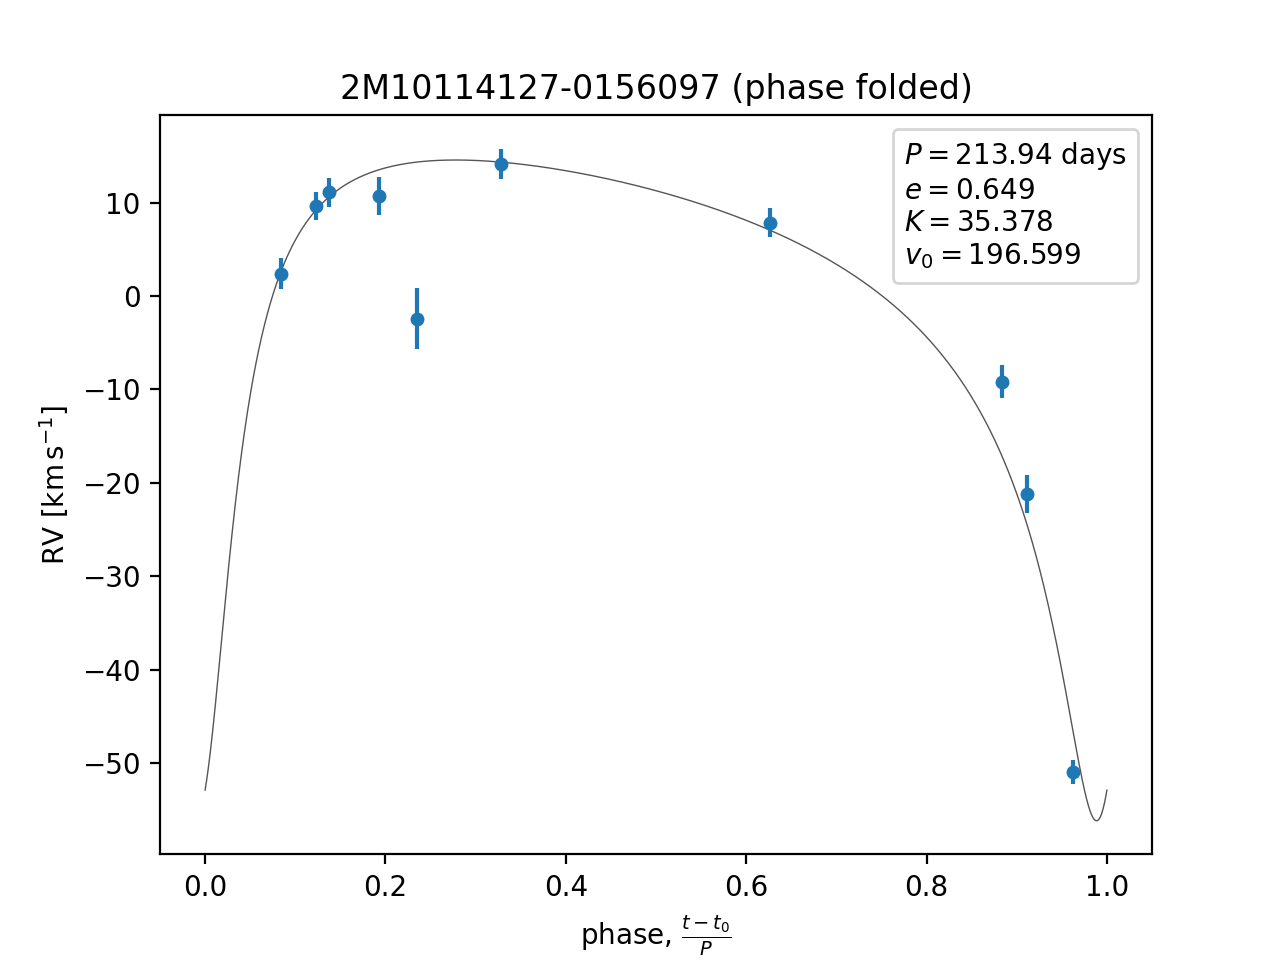 2M10114127-0156097 (phase folded)
P = 213.94 days
e = 0.649
K = 35.378
v₀ = 196.599
10
0
−10
−20
−30
−40
−50
RV [km s⁻¹]
0.0 0.2 0.4 0.6 0.8 1.0
phase, (t − t₀)/P